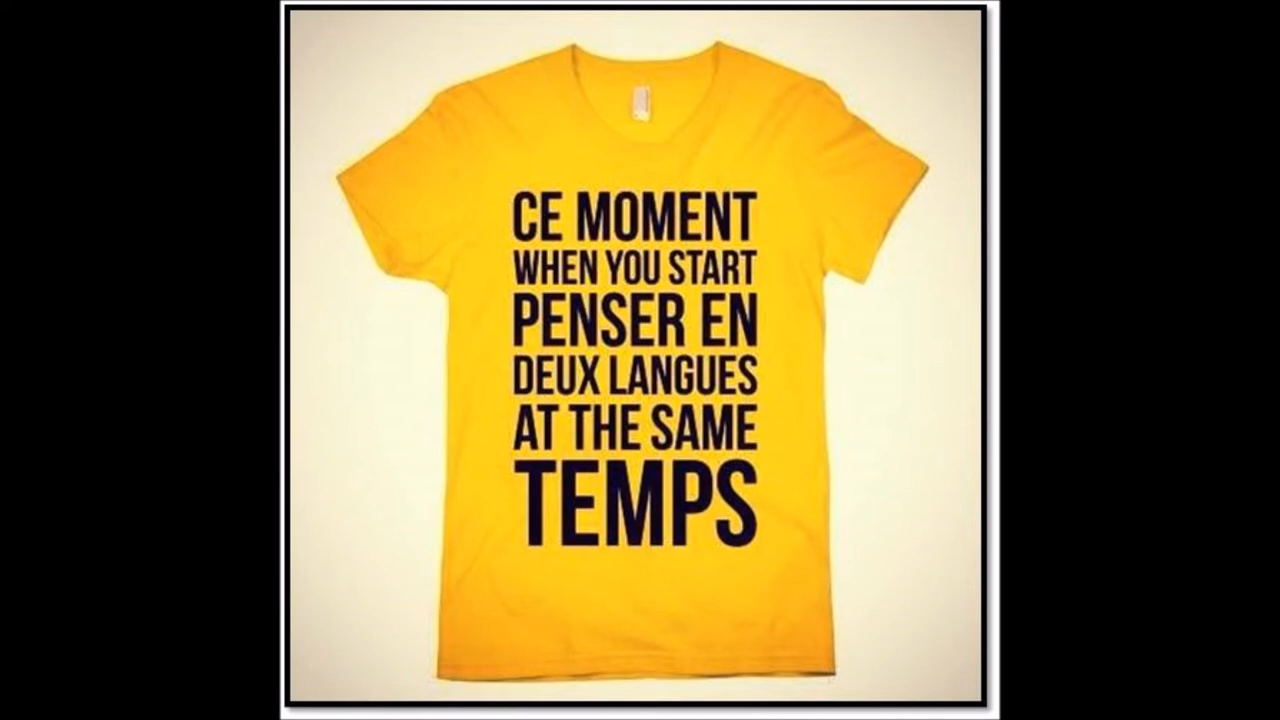 CE MOMENT
WHEN YOU START
PENSER EN
DEUX LANGUES
AT THE SAME
TEMPS